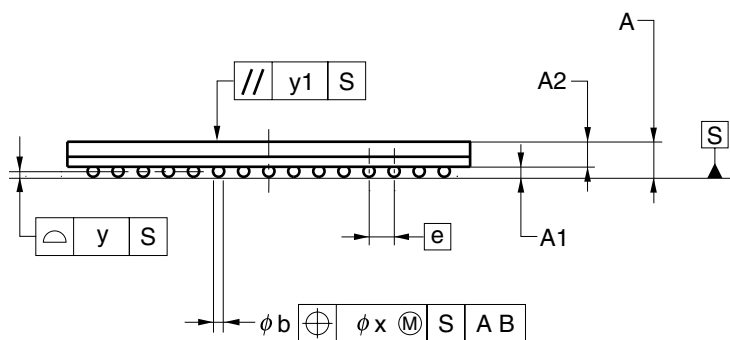 A
// y1 S
A2
S
⌓ y S
e
A1
φb ⌖ φx Ⓜ S A B